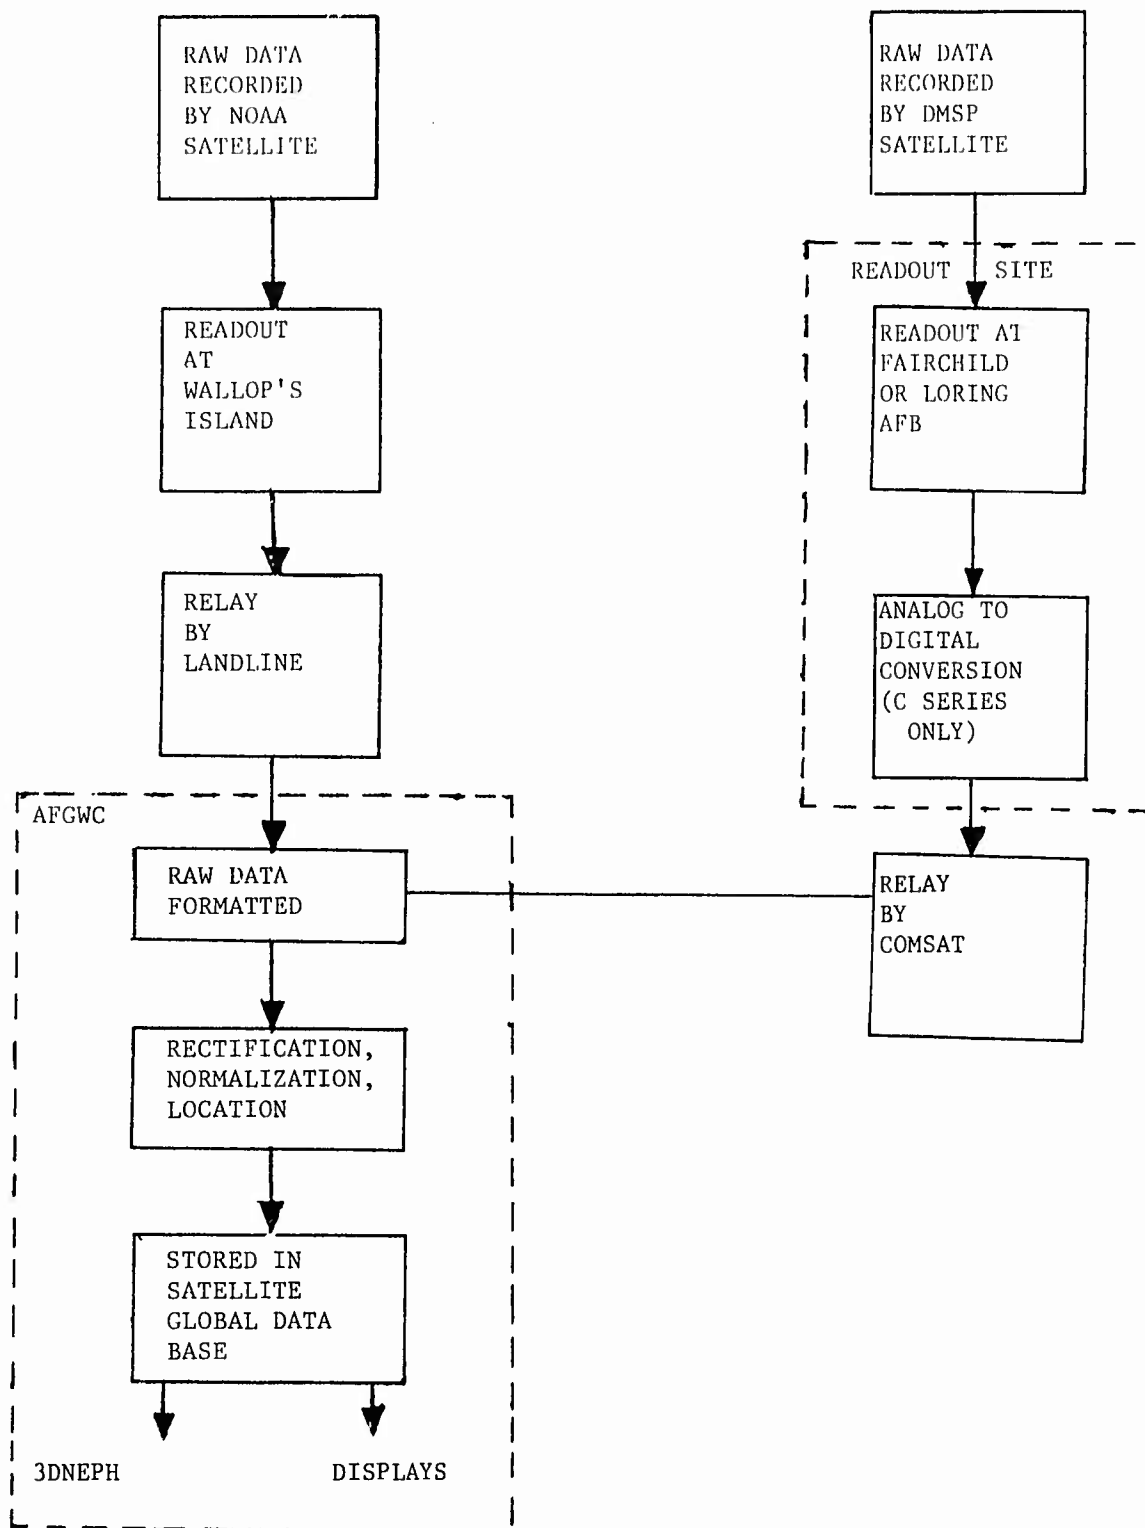 RAW DATA
RECORDED
BY NOAA
SATELLITE
READOUT
AT
WALLOP'S
ISLAND
RELAY
BY
LANDLINE
AFGWC
RAW DATA
FORMATTED
RECTIFICATION,
NORMALIZATION,
LOCATION
STORED IN
SATELLITE
GLOBAL DATA
BASE
3DNEPH
DISPLAYS
RAW DATA
RECORDED
BY DMSP
SATELLITE
READOUT SITE
READOUT AT
FAIRCHILD
OR LORING
AFB
ANALOG TO
DIGITAL
CONVERSION
(C SERIES
ONLY)
RELAY
BY
COMSAT